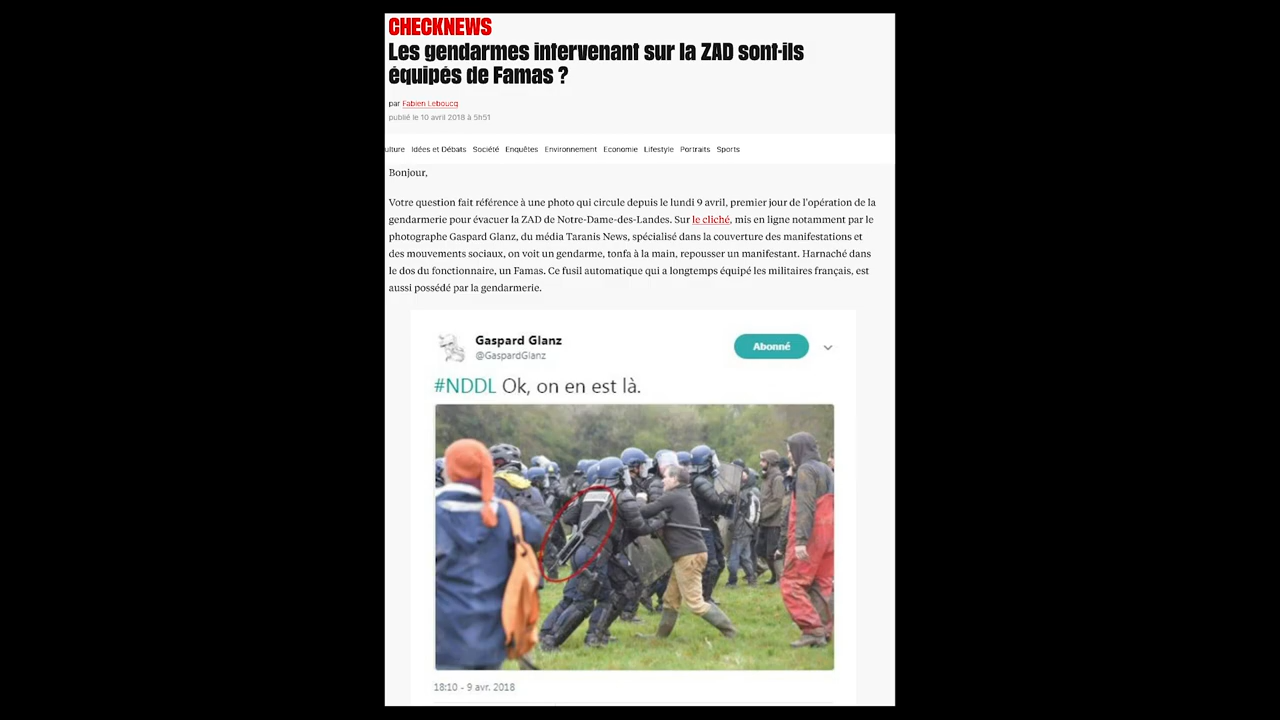 CHECKNEWS
Les gendarmes intervenant sur la ZAD sont-ils
équipés de Famas ?
par Fabien Leboucq
publié le 10 avril 2018 à 5h51
ulture Idées et Débats Société Enquêtes Environnement Economie Lifestyle Portraits Sports
Bonjour,
Votre question fait référence à une photo qui circule depuis le lundi 9 avril, premier jour de l'opération de la
gendarmerie pour évacuer la ZAD de Notre-Dame-des-Landes. Sur le cliché, mis en ligne notamment par le
photographe Gaspard Glanz, du média Taranis News, spécialisé dans la couverture des manifestations et
des mouvements sociaux, on voit un gendarme, tonfa à la main, repousser un manifestant. Harnaché dans
le dos du fonctionnaire, un Famas. Ce fusil automatique qui a longtemps équipé les militaires français, est
aussi possédé par la gendarmerie.
Gaspard Glanz
@GaspardGlanz
Abonné
#NDDL Ok, on en est là.
18:10 - 9 avr. 2018